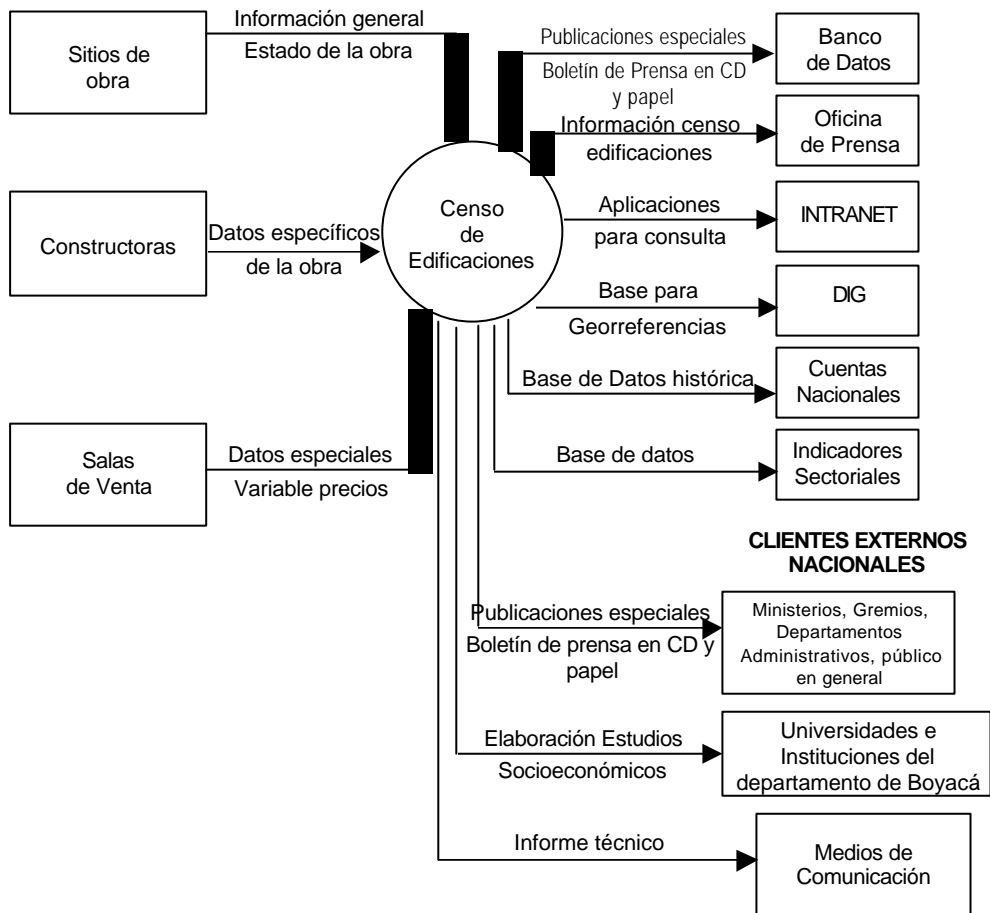 Información general
Estado de la obra
Sitios de
obra
Publicaciones especiales
Boletín de Prensa en CD
y papel
Banco
de Datos
Información censo
edificaciones
Oficina
de Prensa
Constructoras
Datos específicos
de la obra
Censo
de
Edificaciones
Aplicaciones
para consulta
INTRANET
Base para
Georreferencias
DIG
Base de Datos histórica
Cuentas
Nacionales
Salas
de Venta
Datos especiales
Variable precios
Base de datos
Indicadores
Sectoriales
CLIENTES EXTERNOS
NACIONALES
Publicaciones especiales
Boletín de prensa en CD y
papel
Ministerios, Gremios,
Departamentos
Administrativos, público
en general
Elaboración Estudios
Socioeconómicos
Universidades e
Instituciones del
departamento de Boyacá
Informe técnico
Medios de
Comunicación